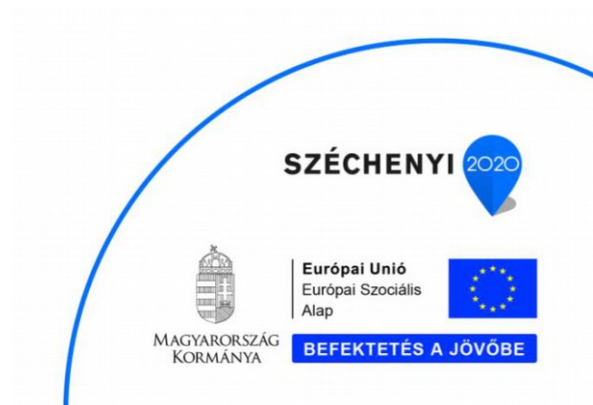 SZÉCHENYI 2020
Európai Unió
Európai Szociális
Alap
MAGYARORSZÁG
KORMÁNYA
BEFEKTETÉS A JÖVŐBE